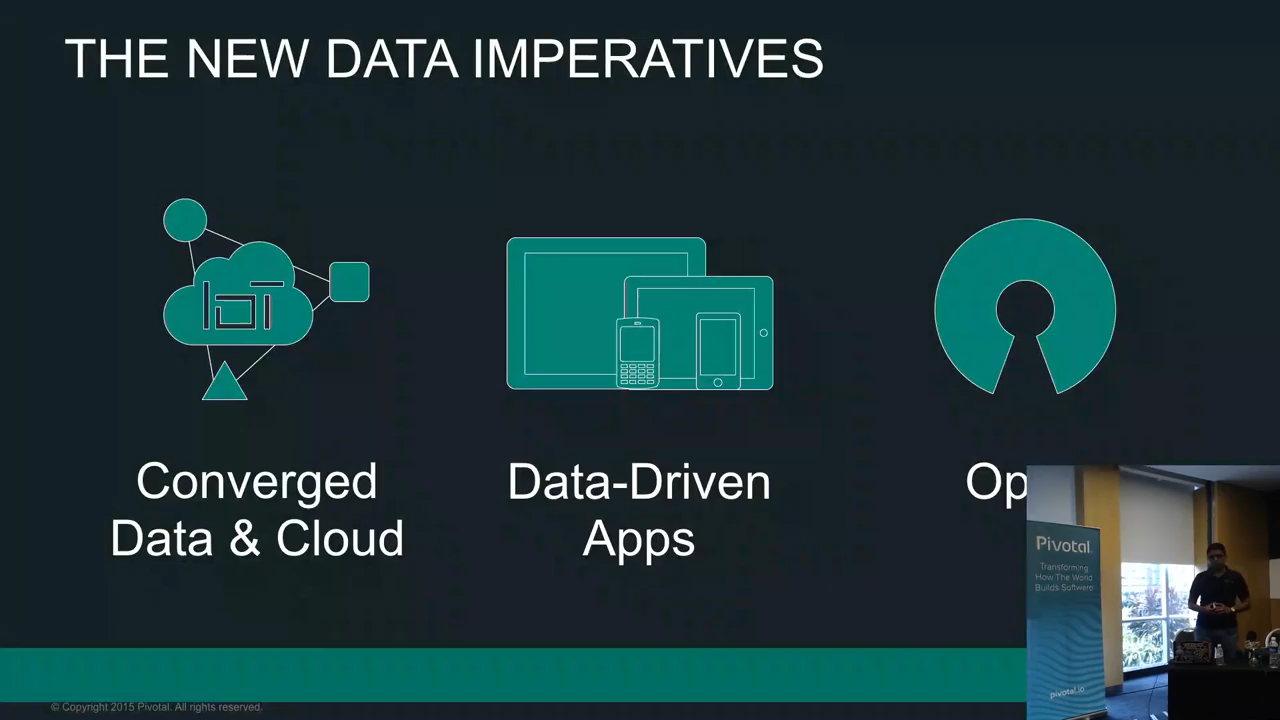 THE NEW DATA IMPERATIVES
IoT
Converged
Data & Cloud
Data-Driven
Apps
Op
Pivotal
Transforming
How The World
Builds Software
pivotal.io
© Copyright 2015 Pivotal. All rights reserved.